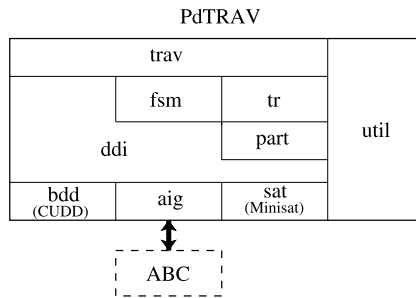 PdTRAV
trav
fsm
tr
util
part
ddi
bdd
(CUDD)
aig
sat
(Minisat)
ABC